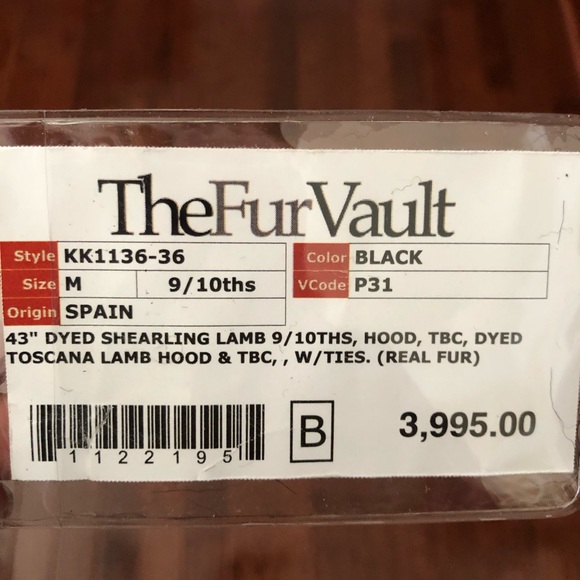 TheFurVault
Style KK1136-36 Color BLACK
Size M 9/10ths VCode P31
Origin SPAIN
43" DYED SHEARLING LAMB 9/10THS, HOOD, TBC, DYED
TOSCANA LAMB HOOD & TBC, , W/TIES. (REAL FUR)
B 3,995.00
1122195